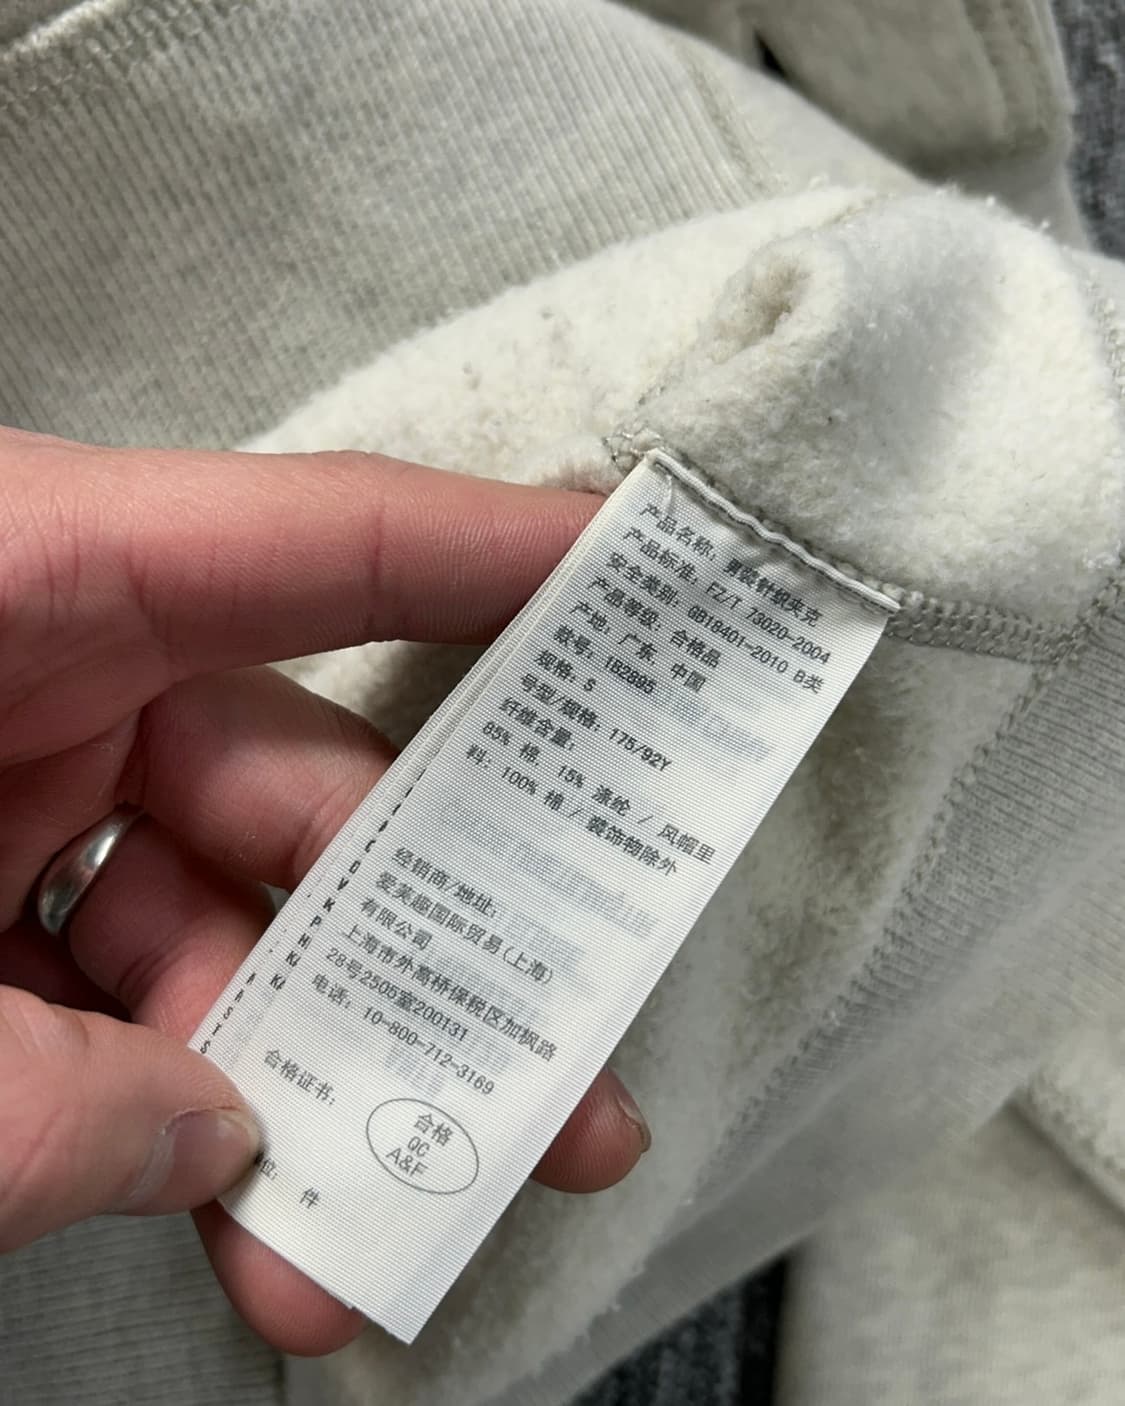 产品名称: 男装针织夹克
产品标准: FZ/T 73020-2004
安全类别: GB18401-2010 B类
产品等级: 合格品
产地: 广东, 中国
款号: 182895
规格: S
号型/规格: 175/92Y
纤维含量:
85% 棉, 15% 涤纶 / 风帽里
料: 100% 棉 / 装饰物除外
经销商/地址:
爱芙趣国际贸易(上海)
有限公司
上海市外高桥保税区加枫路
28号2505室200131
电话: 10-800-712-3169
合格证书:
合格
QC
A&F
位: 件